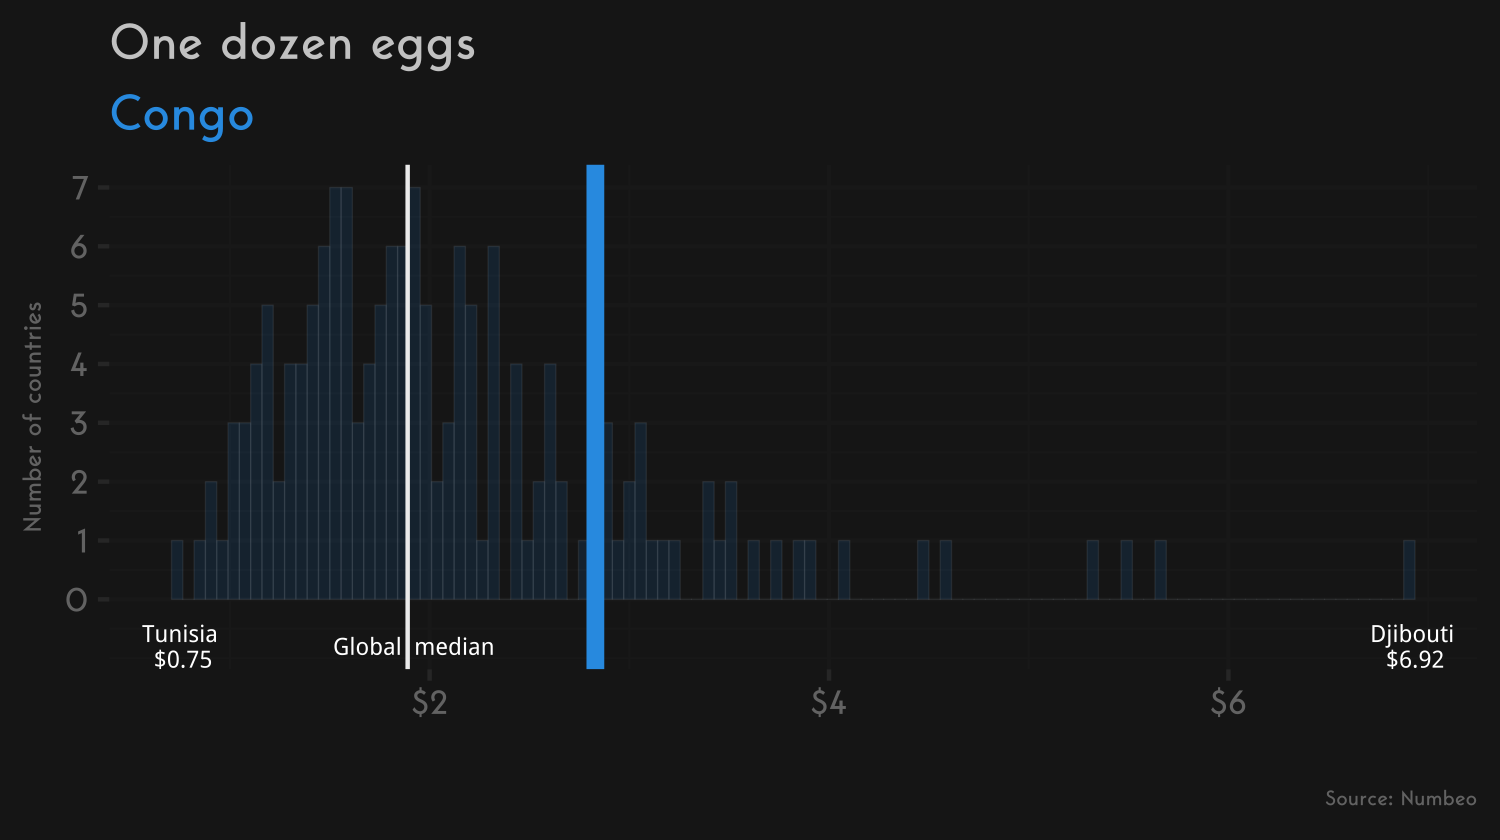 One dozen eggs
Congo
Number of countries
7
6
5
4
3
2
1
0
Tunisia
$0.75
Global median
Djibouti
$6.92
$2
$4
$6
Source: Numbeo